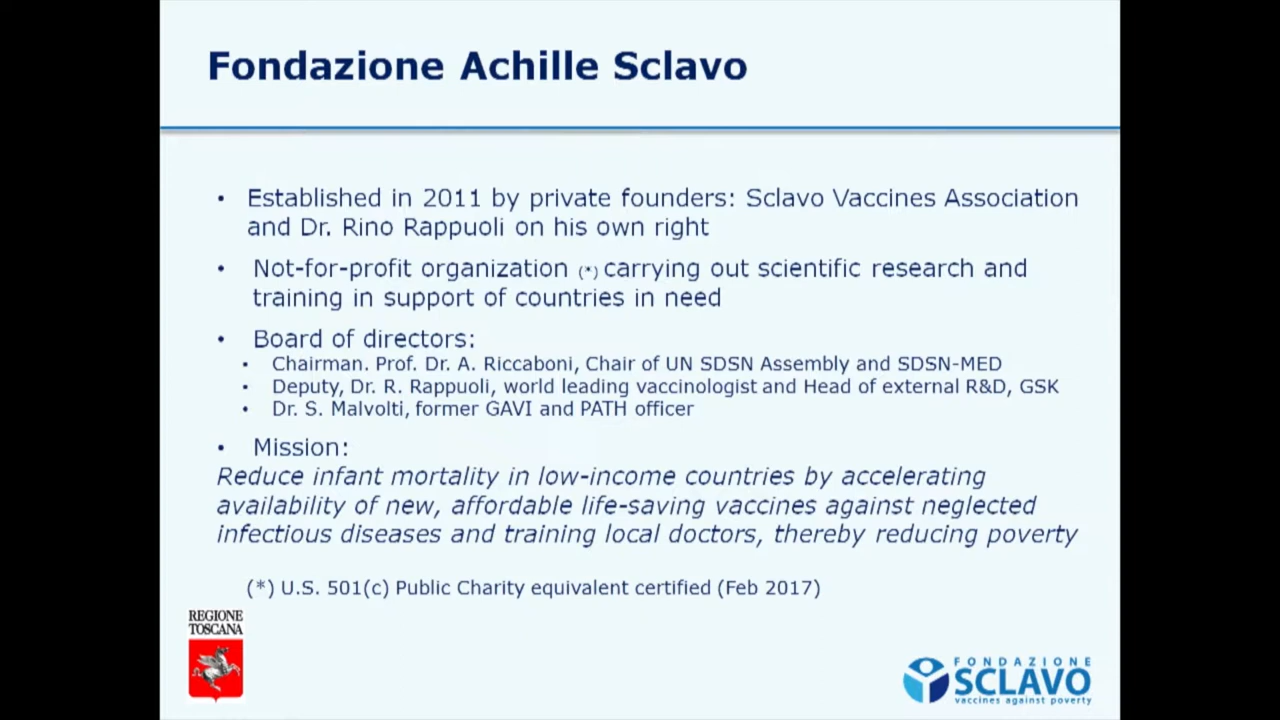 Fondazione Achille Sclavo
• Established in 2011 by private founders: Sclavo Vaccines Association
and Dr. Rino Rappuoli on his own right
• Not-for-profit organization (*) carrying out scientific research and
training in support of countries in need
• Board of directors:
• Chairman. Prof. Dr. A. Riccaboni, Chair of UN SDSN Assembly and SDSN-MED
• Deputy, Dr. R. Rappuoli, world leading vaccinologist and Head of external R&D, GSK
• Dr. S. Malvolti, former GAVI and PATH officer
• Mission:
Reduce infant mortality in low-income countries by accelerating
availability of new, affordable life-saving vaccines against neglected
infectious diseases and training local doctors, thereby reducing poverty
(*) U.S. 501(c) Public Charity equivalent certified (Feb 2017)
REGIONE
TOSCANA
FONDAZIONE
SCLAVO
vaccines against poverty